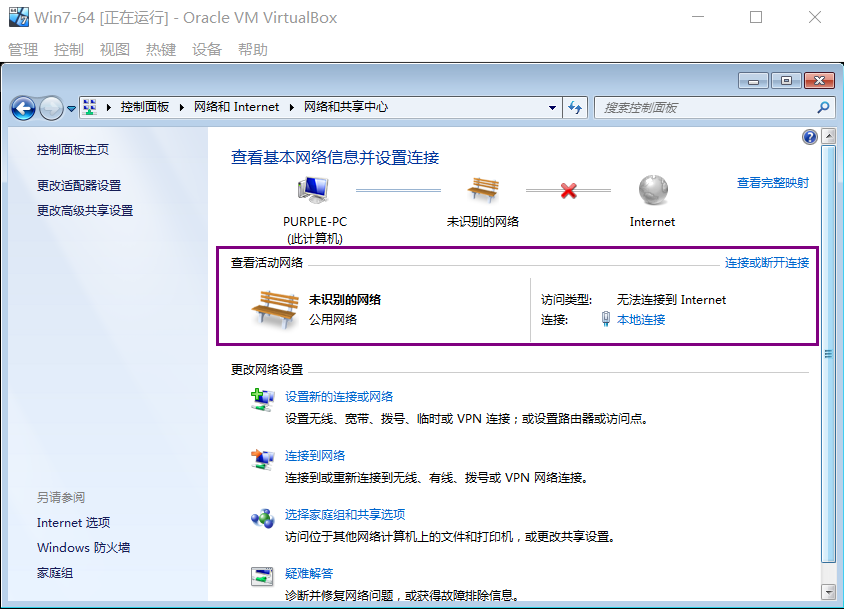 Win7-64 [正在运行] - Oracle VM VirtualBox
管理 控制 视图 热键 设备 帮助
控制面板 网络和 Internet 网络和共享中心 搜索控制面板
控制面板主页
更改适配器设置
更改高级共享设置
查看基本网络信息并设置连接
查看完整映射
PURPLE-PC 未识别的网络 Internet
(此计算机)
查看活动网络 连接或断开连接
未识别的网络 访问类型: 无法连接到 Internet
公用网络 连接: 本地连接
更改网络设置
设置新的连接或网络
设置无线、宽带、拨号、临时或 VPN 连接；或设置路由器或访问点。
连接到网络
连接到或重新连接到无线、有线、拨号或 VPN 网络连接。
选择家庭组和共享选项
访问位于其他网络计算机上的文件和打印机，或更改共享设置。
疑难解答
诊断并修复网络问题，或获得故障排除信息。
另请参阅
Internet 选项
Windows 防火墙
家庭组